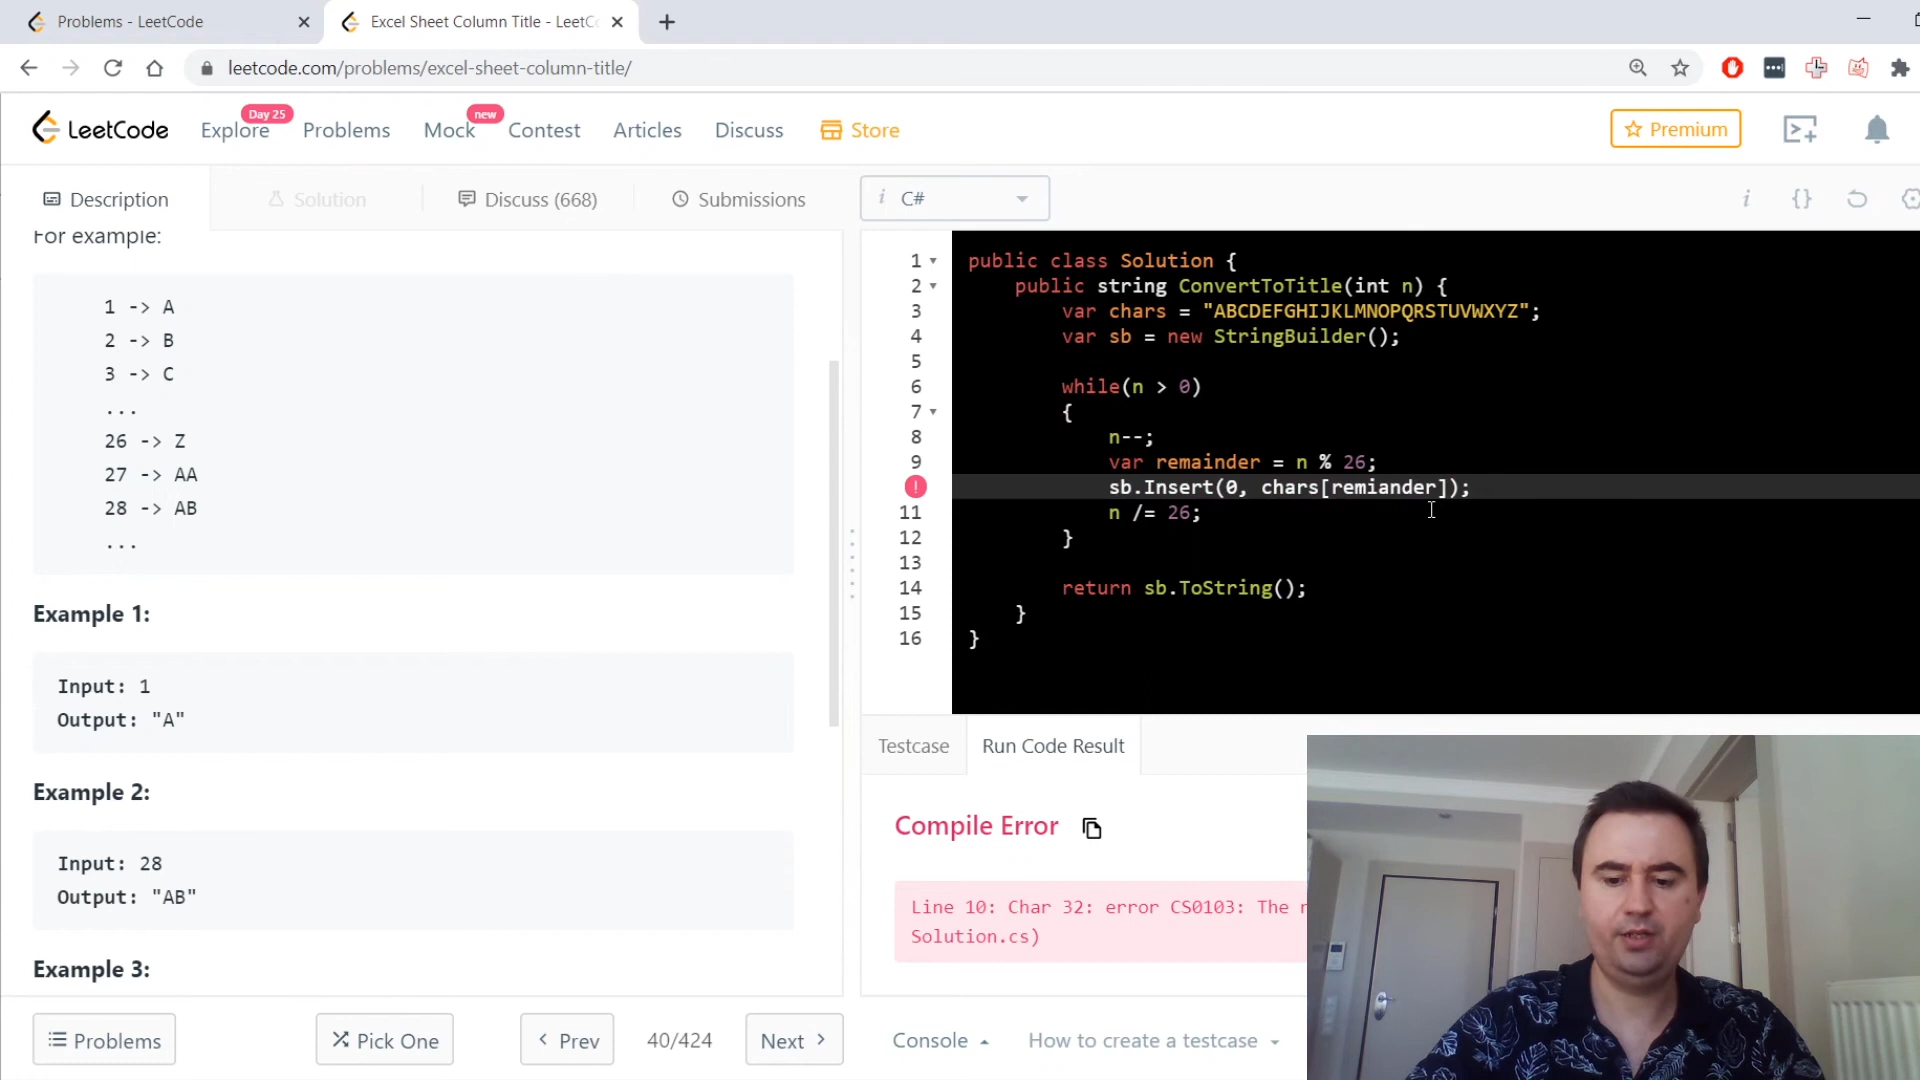 Problems - LeetCode
Excel Sheet Column Title - LeetC
leetcode.com/problems/excel-sheet-column-title/
LeetCode
Explore
Day 25
Problems
Mock
new
Contest
Articles
Discuss
Store
Premium
Description
Solution
Discuss (668)
Submissions
i C#
For example:
1 -> A
2 -> B
3 -> C
...
26 -> Z
27 -> AA
28 -> AB
...
Example 1:
Input: 1
Output: "A"
Example 2:
Input: 28
Output: "AB"
Example 3:
Problems
Pick One
Prev
40/424
Next
i {}
1 public class Solution {
2 public string ConvertToTitle(int n) {
3 var chars = "ABCDEFGHIJKLMNOPQRSTUVWXYZ";
4 var sb = new StringBuilder();
5
6 while(n > 0)
7 {
8 n--;
9 var remainder = n % 26;
! sb.Insert(0, chars[remiander]);
11 n /= 26;
12 }
13
14 return sb.ToString();
15 }
16 }
Testcase
Run Code Result
Compile Error
Line 10: Char 32: error CS0103: The
Solution.cs)
Console
How to create a testcase